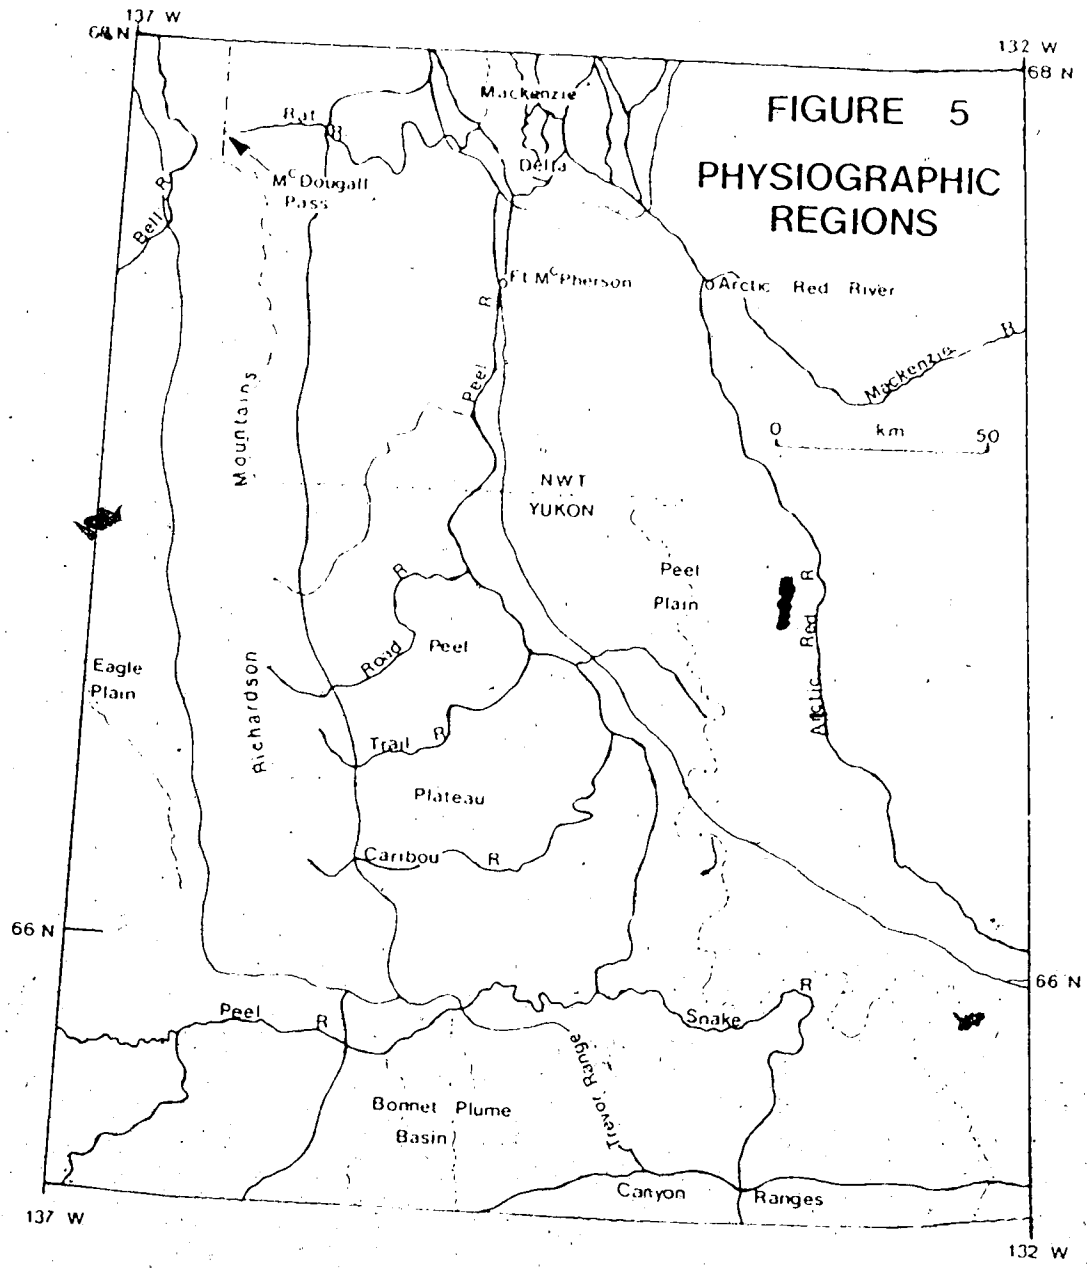 137 W
68 N
132 W
68 N
FIGURE 5
PHYSIOGRAPHIC
REGIONS
Mackenzie
Delta
Rat R
McDougall
Pass
Bell R
Ft McPherson
Arctic Red River
Mackenzie R
0 km 50
Peel R
Mountains
NWT
YUKON
Peel
Plain
Arctic Red R
Road R
Peel
Eagle
Plain
Richardson
Trail R
Plateau
Caribou R
66 N
66 N
Peel R
Snake R
Trevor Range
Bonnet Plume
Basin
Canyon Ranges
137 W
132 W